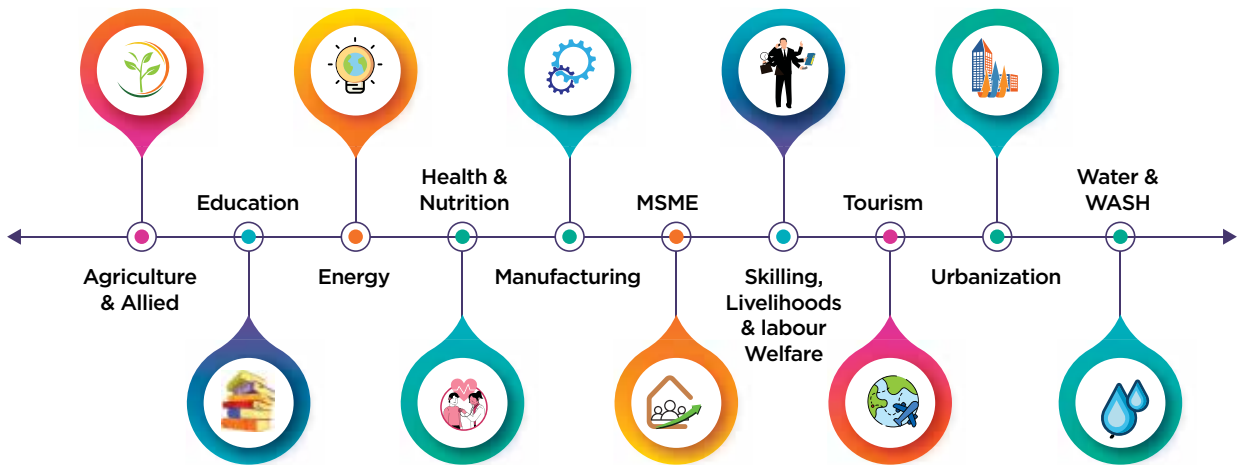 Agriculture
& Allied
Education
Energy
Health &
Nutrition
Manufacturing
MSME
Skilling,
Livelihoods
& labour
Welfare
Tourism
Urbanization
Water &
WASH